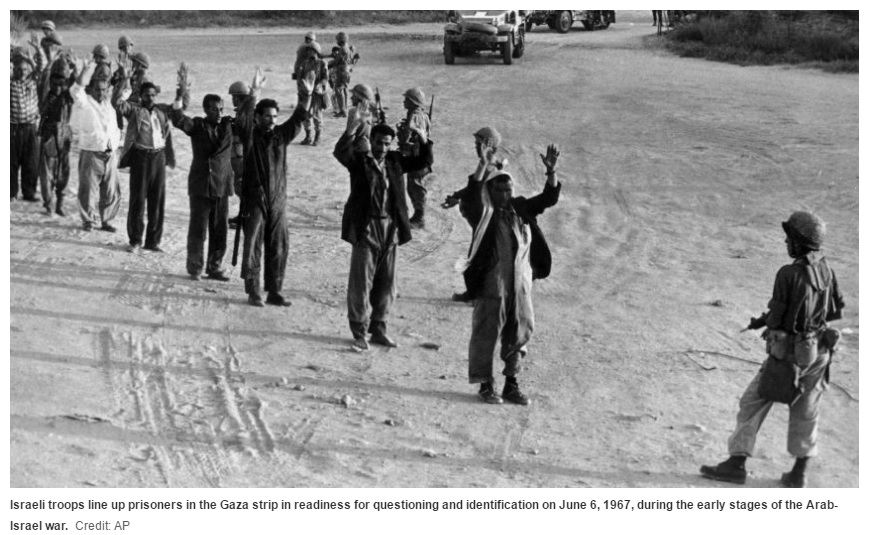 Israeli troops line up prisoners in the Gaza strip in readiness for questioning and identification on June 6, 1967, during the early stages of the Arab-
Israel war. Credit: AP